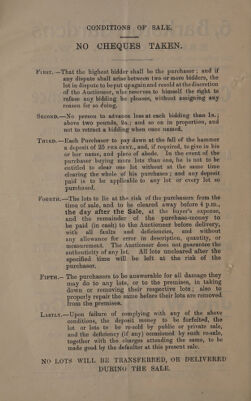 CONDITIONS OF SALE.
NO CHEQUES TAKEN.
FIRST.—That the highest bidder shall be the purchaser; and if
any dispute shall arise between two or more bidders, the
lot in dispute to be put up again and resold at the discretion
of the Auctioneer, who reserves to himself the right to
refuse any bidding he pleases, without assigning any
reason for so doing.
SECOND.—No person to advance less at each bidding than 1s.;
above two pounds, 2s.; and so on in proportion, and
not to retract a bidding when once named.
THIRD.—Each Purchaser to pay down at the fall of the hammer
a deposit of 25 PER CENT., and, if required, to give in his
or her name, and place of abode. In the event of the
purchaser buying more lots than one, he is not to be
entitled to clear one lot without at the same time
clearing the whole of his purchases; and any deposit
paid is to be applicable to any lot or every lot so
purchased.
FOURTH.—The lots to lie at the risk of the purchasers from the
time of sale, and to be cleared away before 4 p.m.,
the day after the Sale, at the buyer's expense,
and the remainder of the purchase-money to
be paid (in cash) to the Auctioneer before delivery,
with all faults and deficiencies, and without
any allowance for error in description, quantity, or
measurement. The Auctioneer does not guarantee the
authenticity of any lot. All lots uncleared after the
specified time will be left at the risk of the
purchaser.
FIFTH.—The purchasers to be answerable for all damage they
may do to any lots, or to the premises, in taking
down or removing their respective lots; also to
properly repair the same before their lots are removed
from the premises.
LASTLY.—Upon failure of complying with any of the above
conditions, the deposit money to be forfeited, the
lot or lots to be re-sold by public or private sale,
and the deficiency (if any) occasioned by such re-sale,
together with the charges attending the same, to be
made good by the defaulter at this present sale.
NO LOTS WILL BE TRANSFERRED, OR DELIVERED
DURING THE SALE.